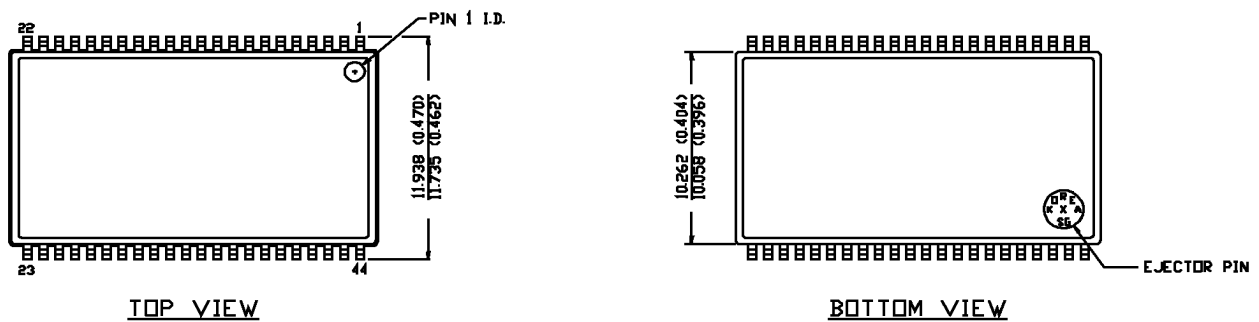 22
1
PIN 1 I.D.
11.938 (0.470)
11.735 (0.462)
23
44
TOP VIEW
10.262 (0.404)
10.058 (0.396)
O R E
K X A
SG
EJECTOR PIN
BOTTOM VIEW